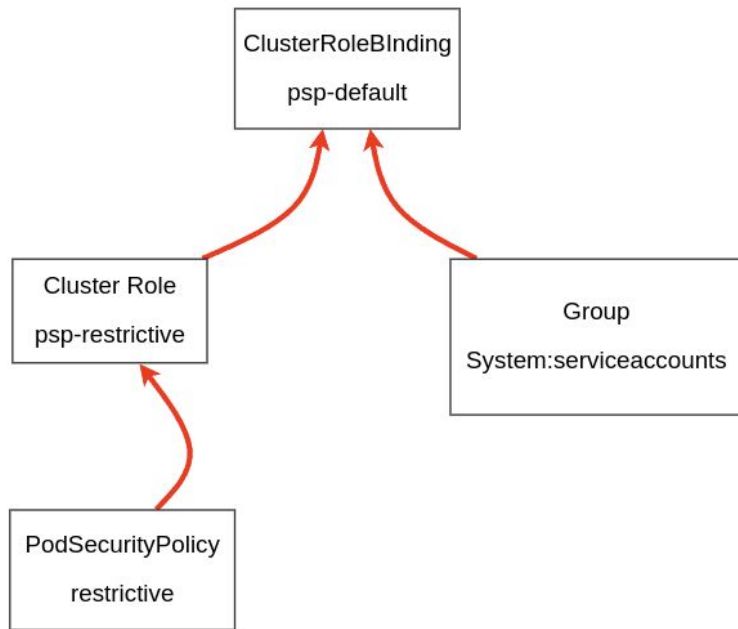 ClusterRoleBInding
psp-default
Cluster Role
psp-restrictive
Group
System:serviceaccounts
PodSecurityPolicy
restrictive